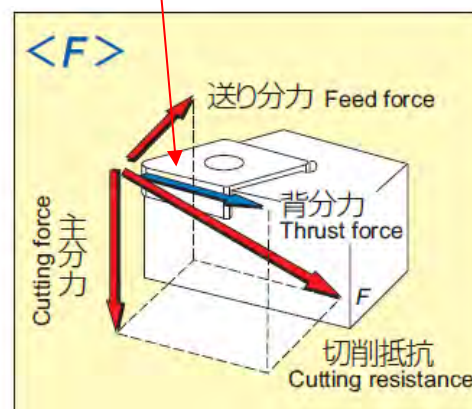 <F>
送り分力 Feed force
背分力
Thrust force
主分力
Cutting force
F
切削抵抗
Cutting resistance